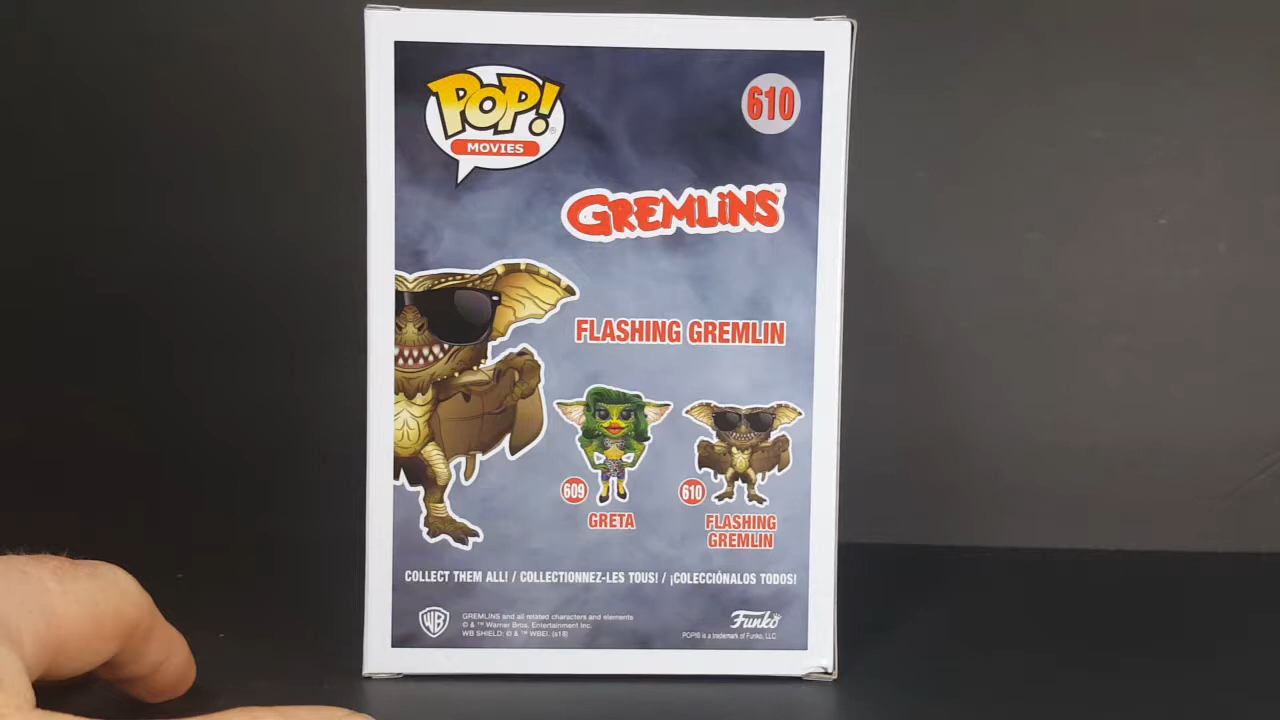 POP!
MOVIES
610
GREMLINS™
FLASHING GREMLIN
609
GRETA
610
FLASHING
GREMLIN
COLLECT THEM ALL! / COLLECTIONNEZ-LES TOUS! / ¡COLECCIÓNALOS TODOS!
WB
GREMLINS and all related characters and elements
© & ™ Warner Bros. Entertainment Inc.
WB SHIELD: © & ™ WBEI. (s18)
Funko
POP!® is a trademark of Funko, LLC